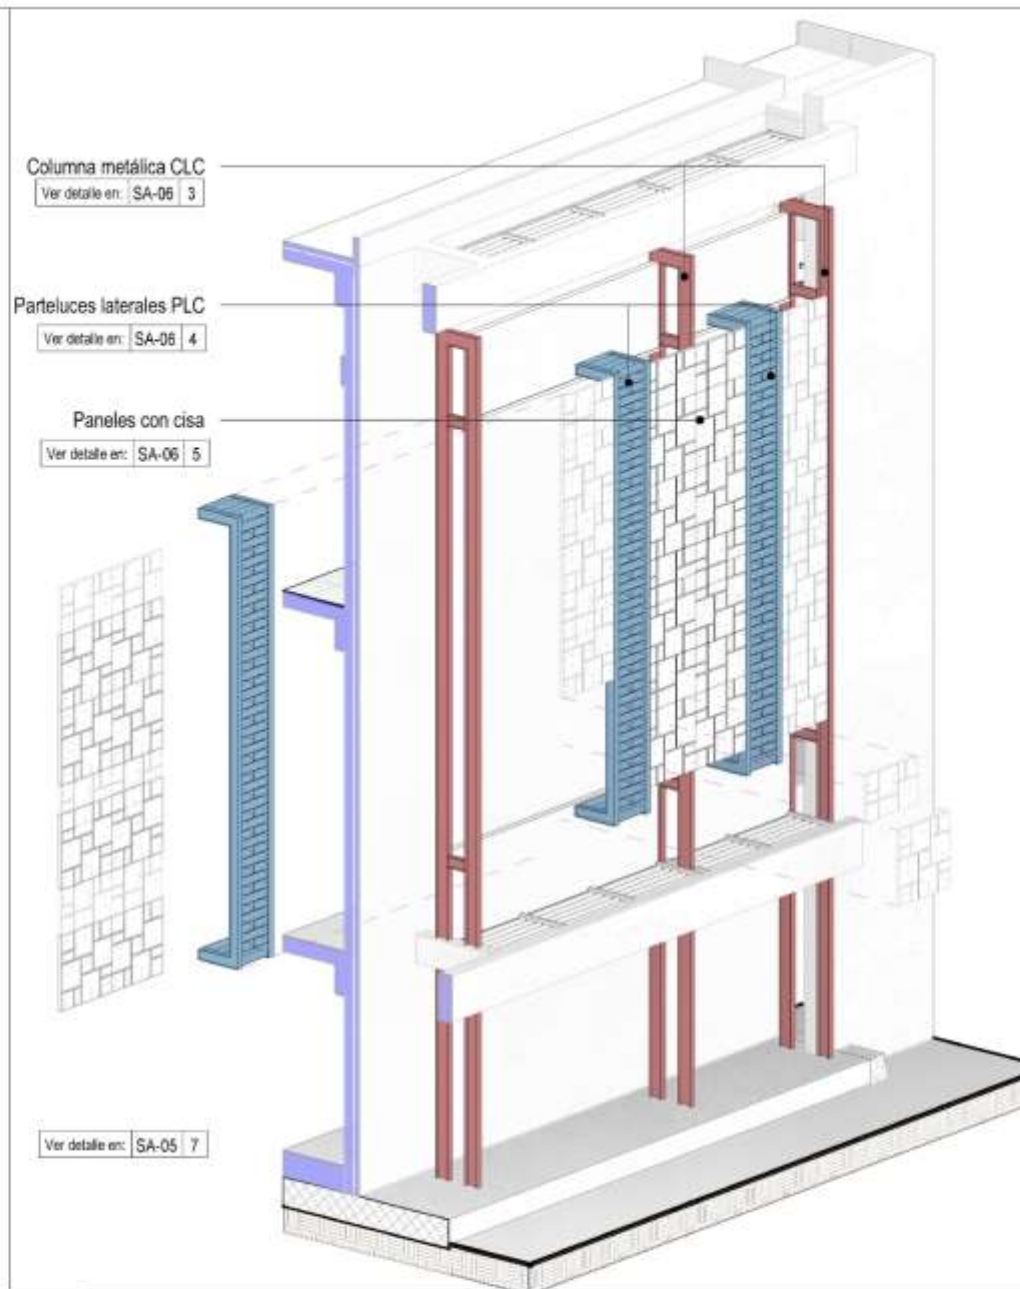 Columna metálica CLC
Ver detalle en: SA-06 3
Parteluces laterales PLC
Ver detalle en: SA-06 4
Paneles con cisa
Ver detalle en: SA-06 5
Ver detalle en: SA-05 7